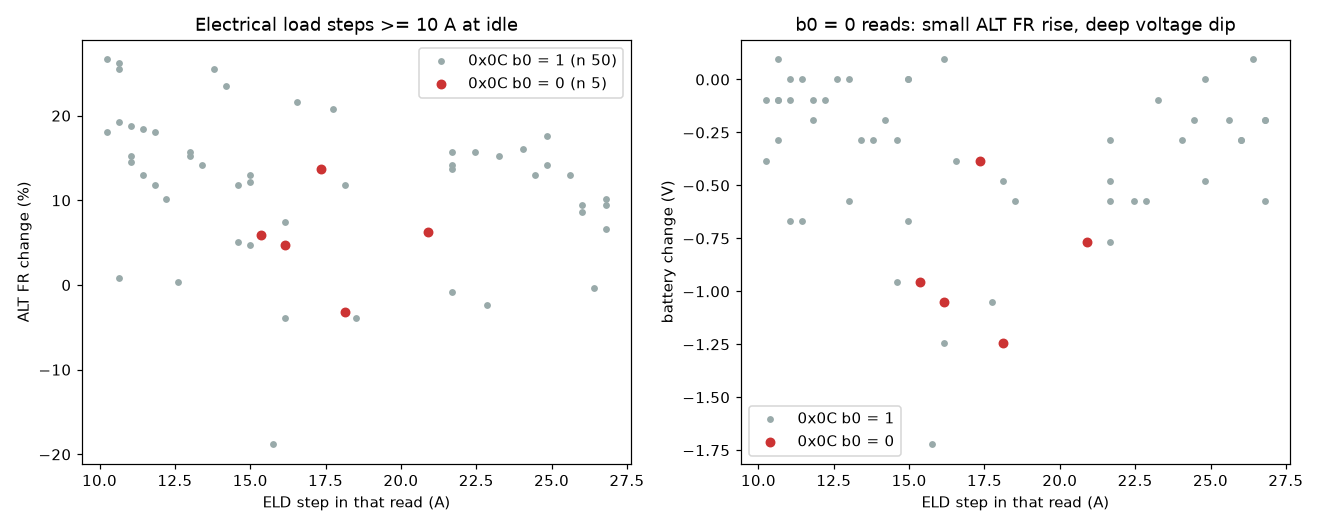 Electrical load steps >= 10 A at idle
0x0C b0 = 1 (n 50)
0x0C b0 = 0 (n 5)
ALT FR change (%)
20
10
0
−10
−20
10.0 12.5 15.0 17.5 20.0 22.5 25.0 27.5
ELD step in that read (A)
b0 = 0 reads: small ALT FR rise, deep voltage dip
battery change (V)
0.00
−0.25
−0.50
−0.75
−1.00
−1.25
−1.50
−1.75
0x0C b0 = 1
0x0C b0 = 0
10.0 12.5 15.0 17.5 20.0 22.5 25.0 27.5
ELD step in that read (A)